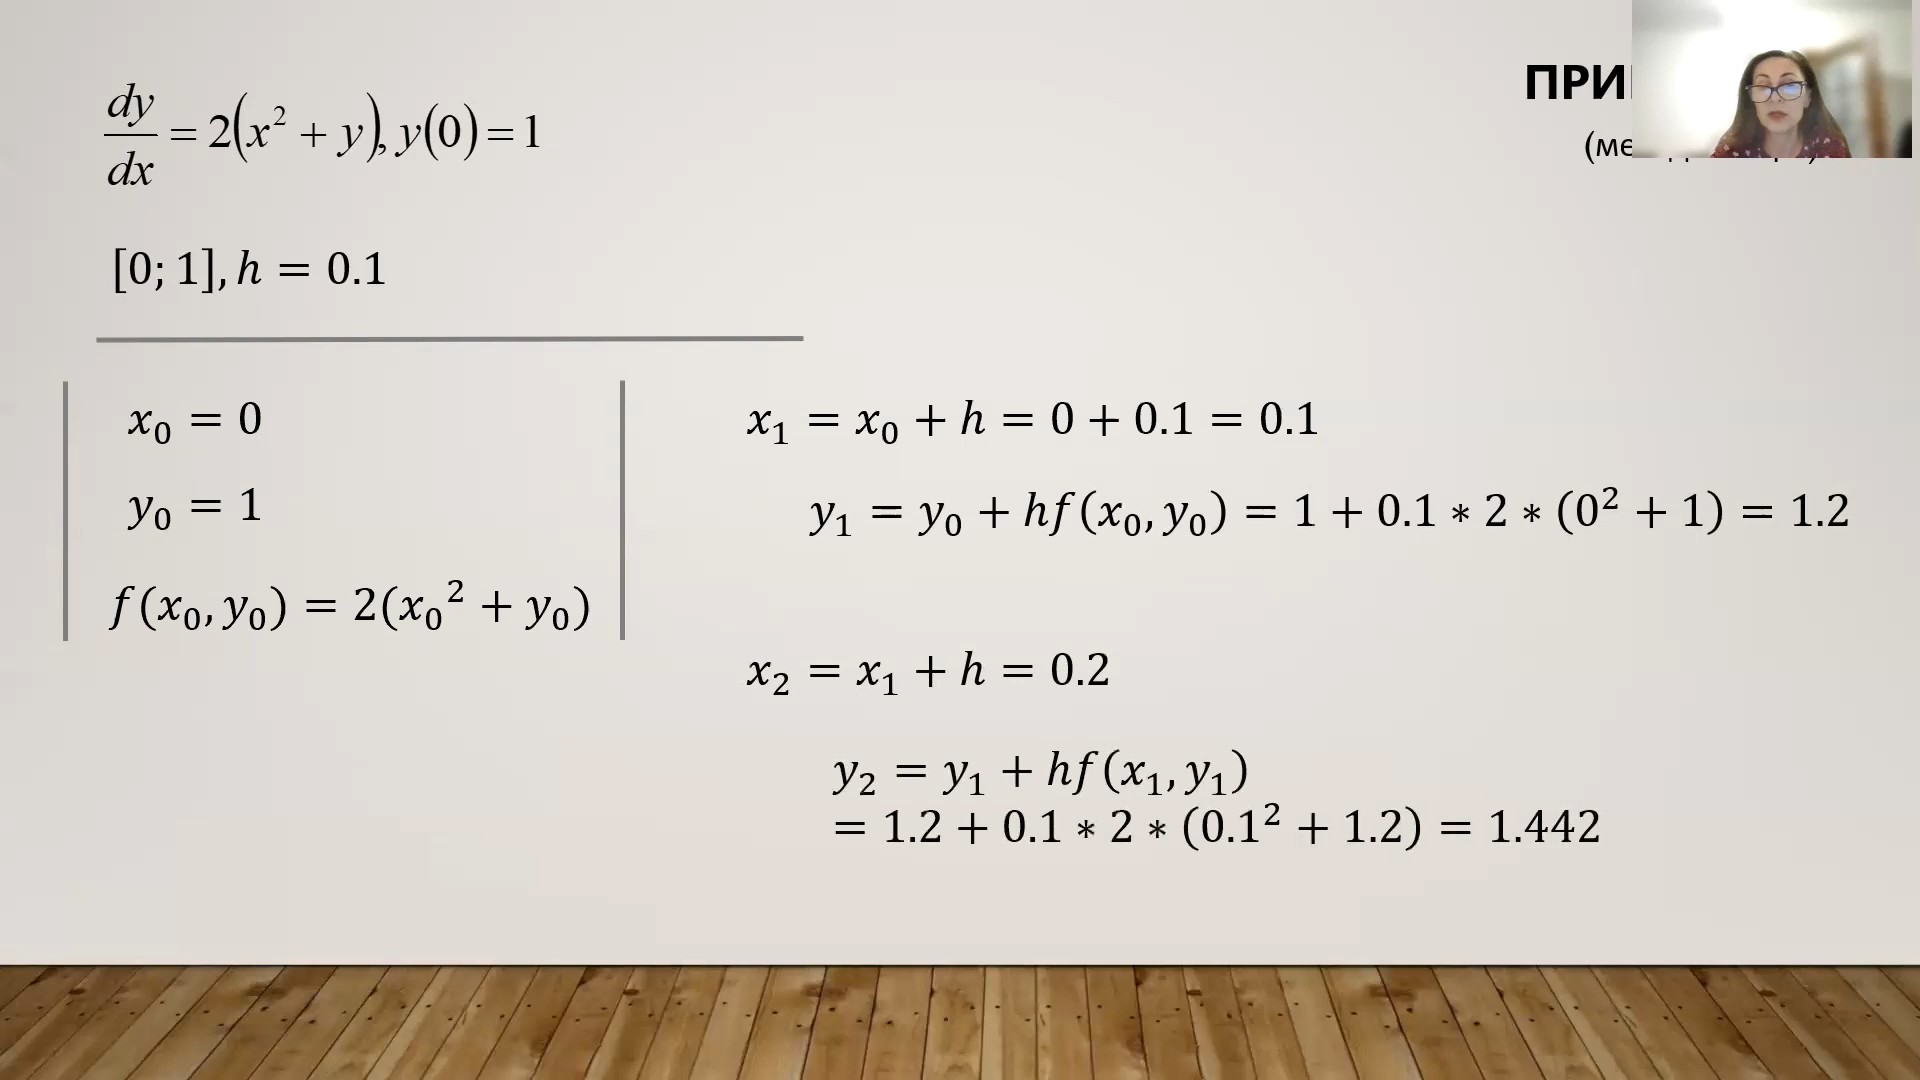 dy/dx = 2(x² + y), y(0) = 1
[0; 1], h = 0.1
x₀ = 0
y₀ = 1
f(x₀, y₀) = 2(x₀² + y₀)
x₁ = x₀ + h = 0 + 0.1 = 0.1
y₁ = y₀ + hf(x₀, y₀) = 1 + 0.1 ∗ 2 ∗ (0² + 1) = 1.2
x₂ = x₁ + h = 0.2
y₂ = y₁ + hf(x₁, y₁)
= 1.2 + 0.1 ∗ 2 ∗ (0.1² + 1.2) = 1.442